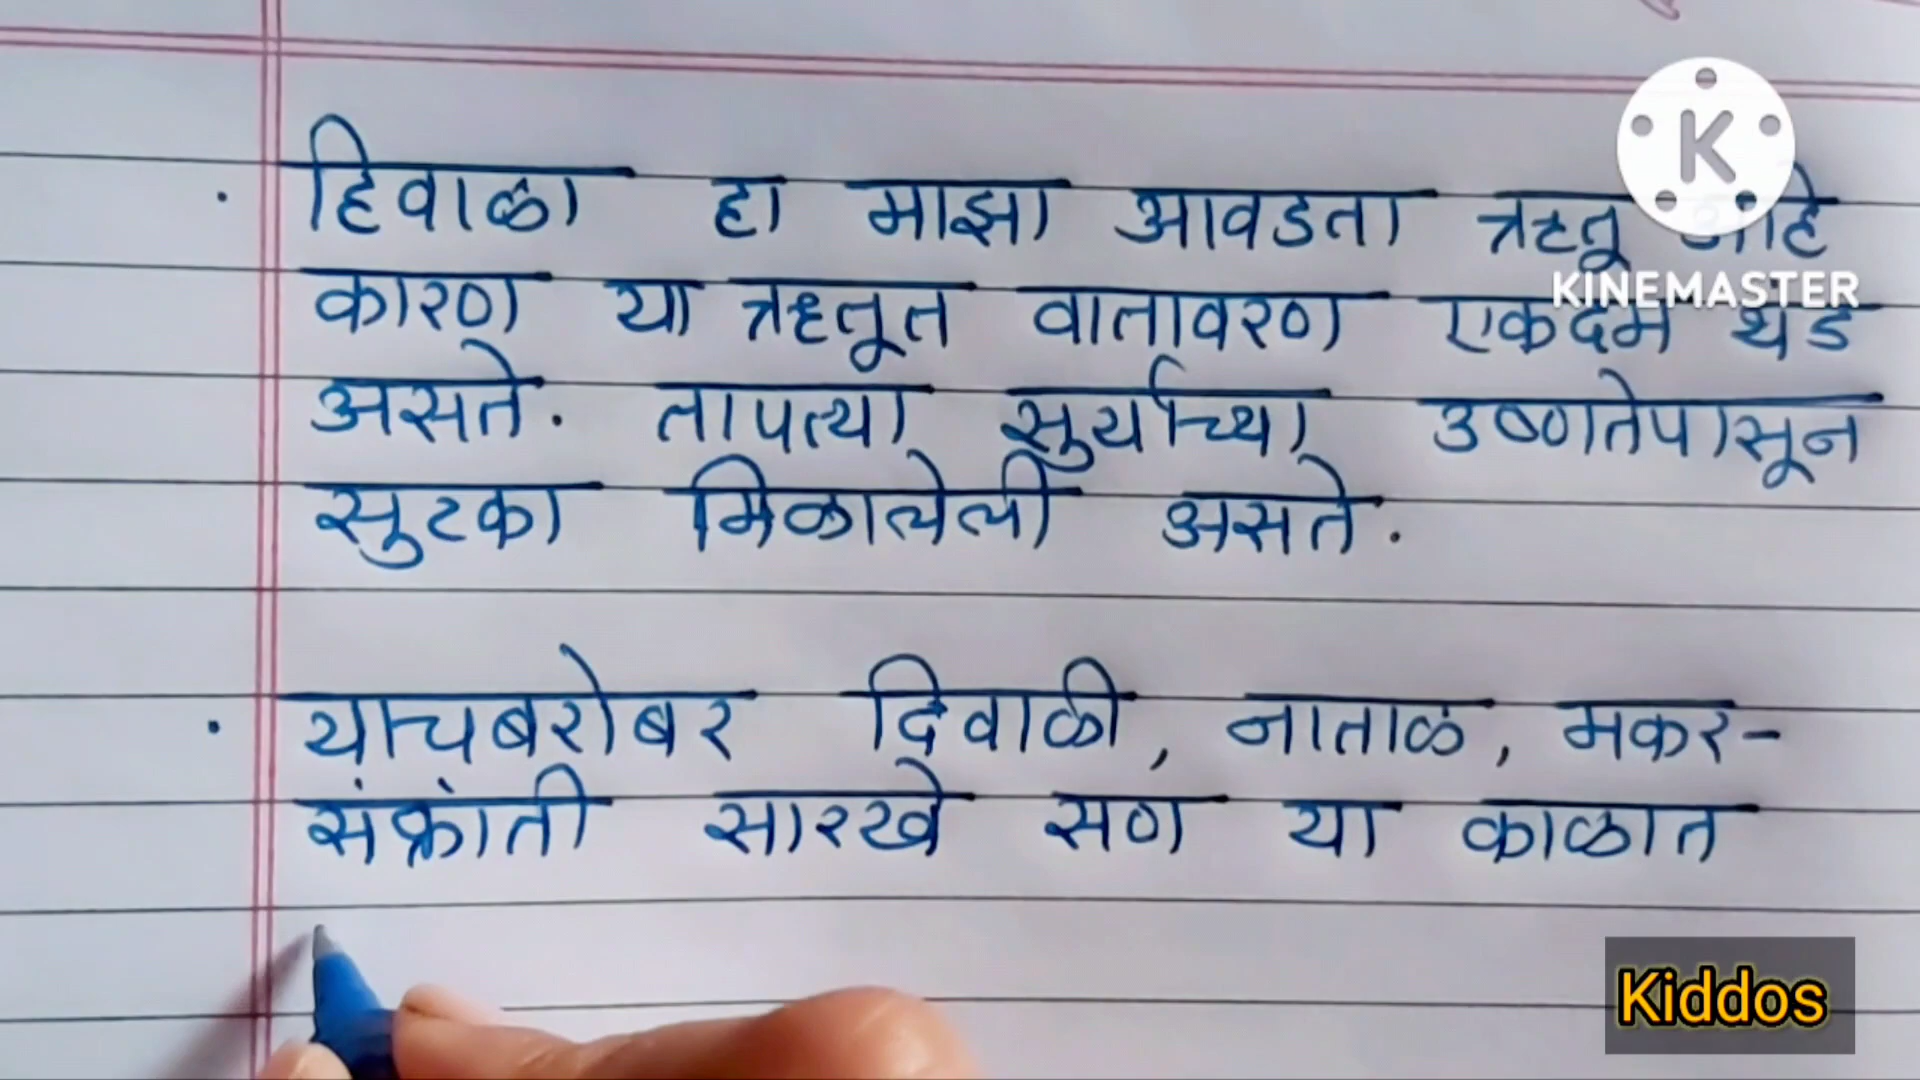 हिवाळा हा माझा आवडता ऋतू आहे
कारण या ऋतूत वातावरण एकदम थंड
असते. तापत्या सुर्याच्या उष्णतेपासून
सुटका मिळालेली असते.
याचबरोबर दिवाळी, नाताळ, मकर-
संक्रांती सारखे सण या काळात
K
KINEMASTER
Kiddos